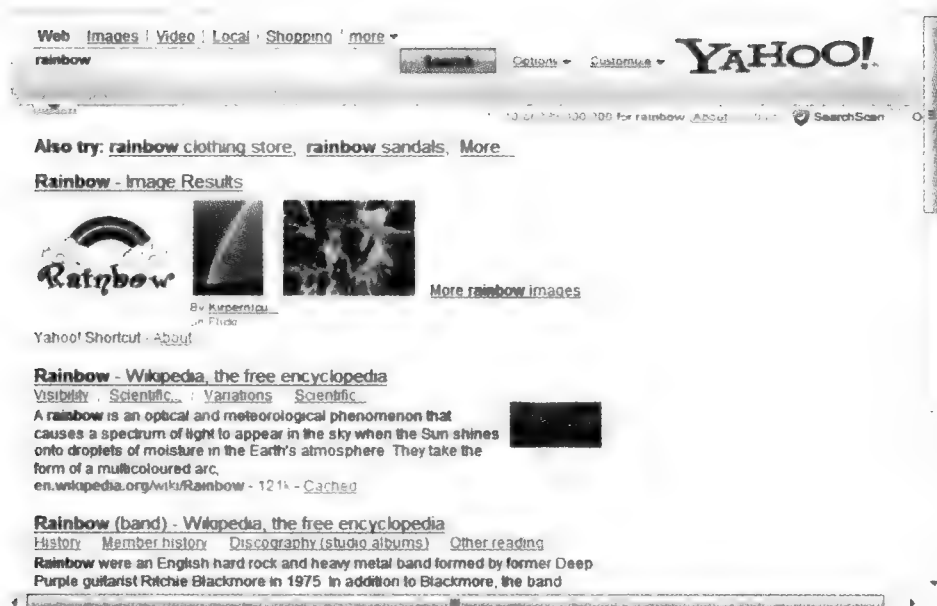 Web Images Video Local Shopping more
rainbow Search Options Customize YAHOO!
for rainbow About SearchScan
Also try: rainbow clothing store, rainbow sandals, More...
Rainbow - Image Results
Rainbow
More rainbow images
By
on Flickr
Yahoo! Shortcut - About
Rainbow - Wikipedia, the free encyclopedia
Visibility Scientific... Variations Scientific...
A rainbow is an optical and meteorological phenomenon that
causes a spectrum of light to appear in the sky when the Sun shines
onto droplets of moisture in the Earth's atmosphere. They take the
form of a multicoloured arc,
en.wikipedia.org/wiki/Rainbow - 121k - Cached
Rainbow (band) - Wikipedia, the free encyclopedia
History Member history Discography (studio albums) Other reading
Rainbow were an English hard rock and heavy metal band formed by former Deep
Purple guitarist Ritchie Blackmore in 1975. In addition to Blackmore, the band